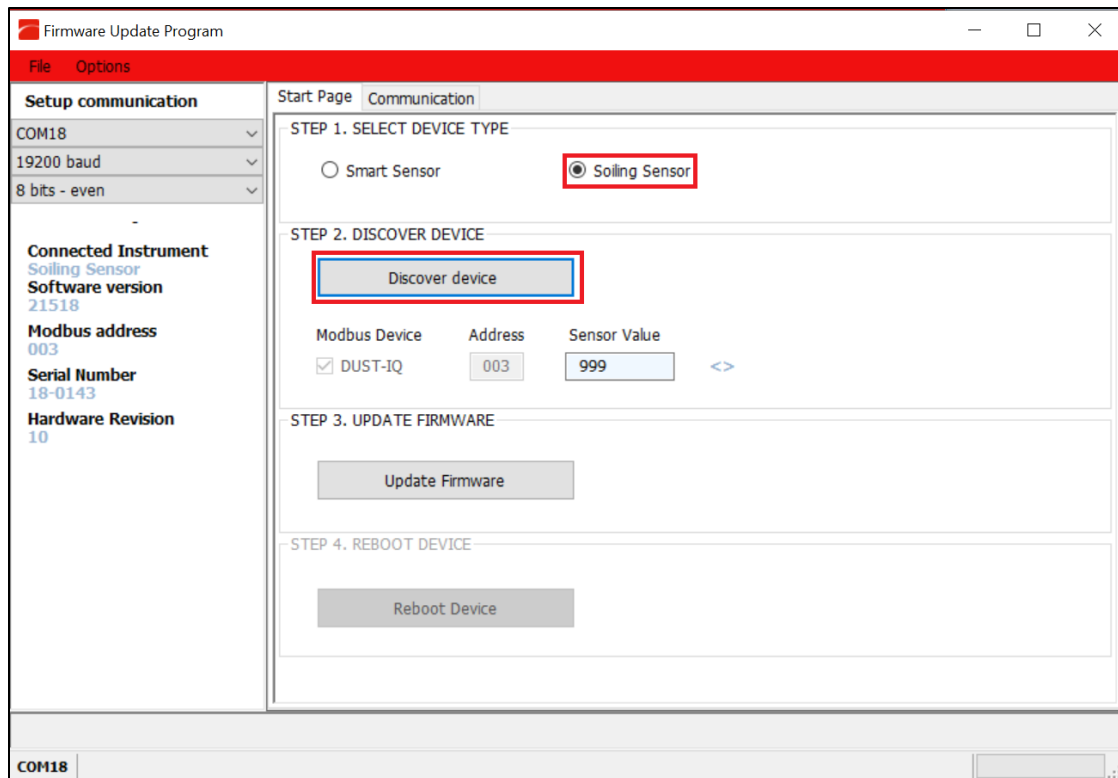 Firmware Update Program
File Options
Setup communication
COM18
19200 baud
8 bits - even
-
Connected Instrument
Soiling Sensor
Software version
21518
Modbus address
003
Serial Number
18-0143
Hardware Revision
10
Start Page Communication
STEP 1. SELECT DEVICE TYPE
Smart Sensor Soiling Sensor
STEP 2. DISCOVER DEVICE
Discover device
Modbus Device Address Sensor Value
DUST-IQ 003 999 <>
STEP 3. UPDATE FIRMWARE
Update Firmware
STEP 4. REBOOT DEVICE
Reboot Device
COM18